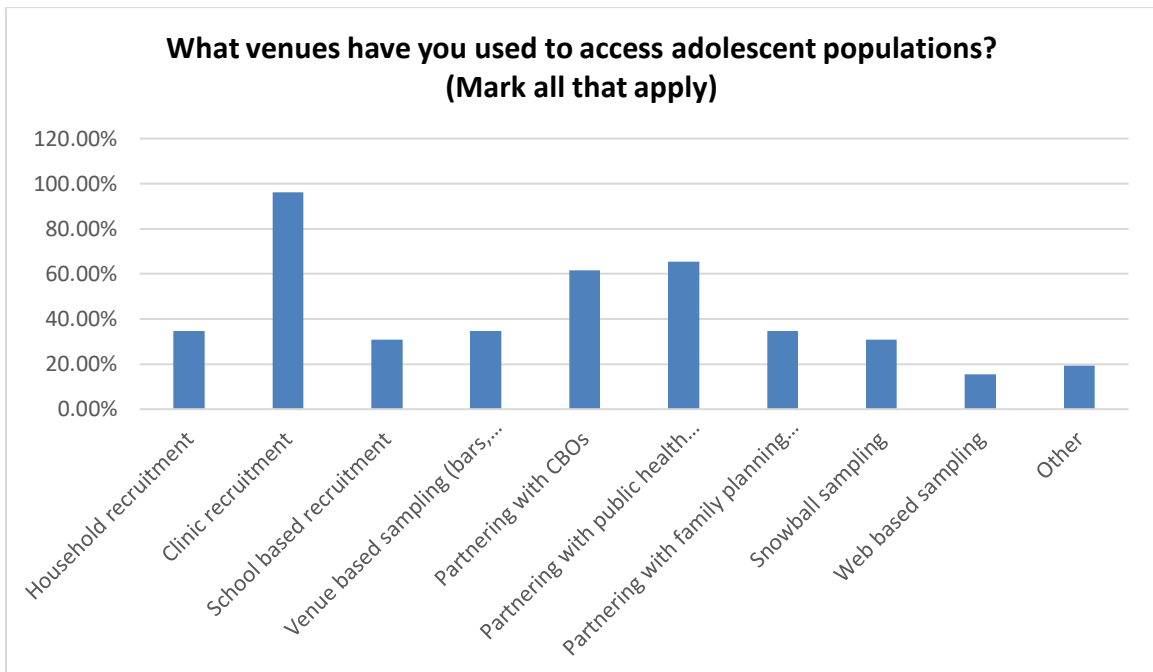 What venues have you used to access adolescent populations?
(Mark all that apply)
120.00%
100.00%
80.00%
60.00%
40.00%
20.00%
0.00%
Household recruitment
Clinic recruitment
School based recruitment
Venue based sampling (bars,...
Partnering with CBOs
Partnering with public health...
Partnering with family planning...
Snowball sampling
Web based sampling
Other